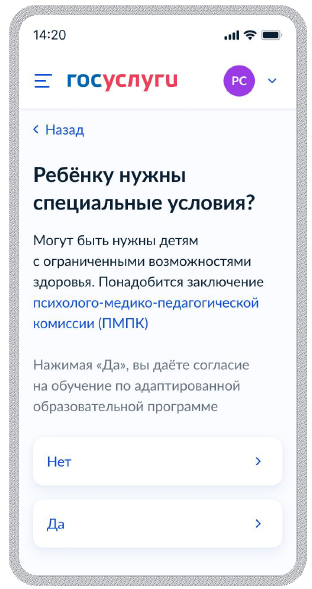 14:20
госуслуги
РС
Назад
Ребёнку нужны
специальные условия?
Могут быть нужны детям
с ограниченными возможностями
здоровья. Понадобится заключение
психолого-медико-педагогической
комиссии (ПМПК)
Нажимая «Да», вы даёте согласие
на обучение по адаптированной
образовательной программе
Нет
Да